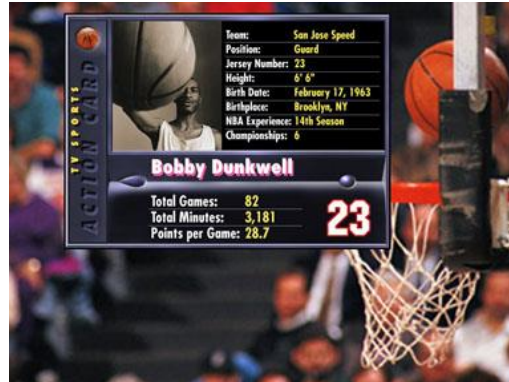 TV SPORTS
ACTION CARD
Team: San Jose Speed
Position: Guard
Jersey Number: 23
Height: 6' 6"
Birth Date: February 17, 1963
Birthplace: Brooklyn, NY
NBA Experience: 14th Season
Championships: 6
Bobby Dunkwell
Total Games: 82
Total Minutes: 3,181
Points per Game: 28.7
23